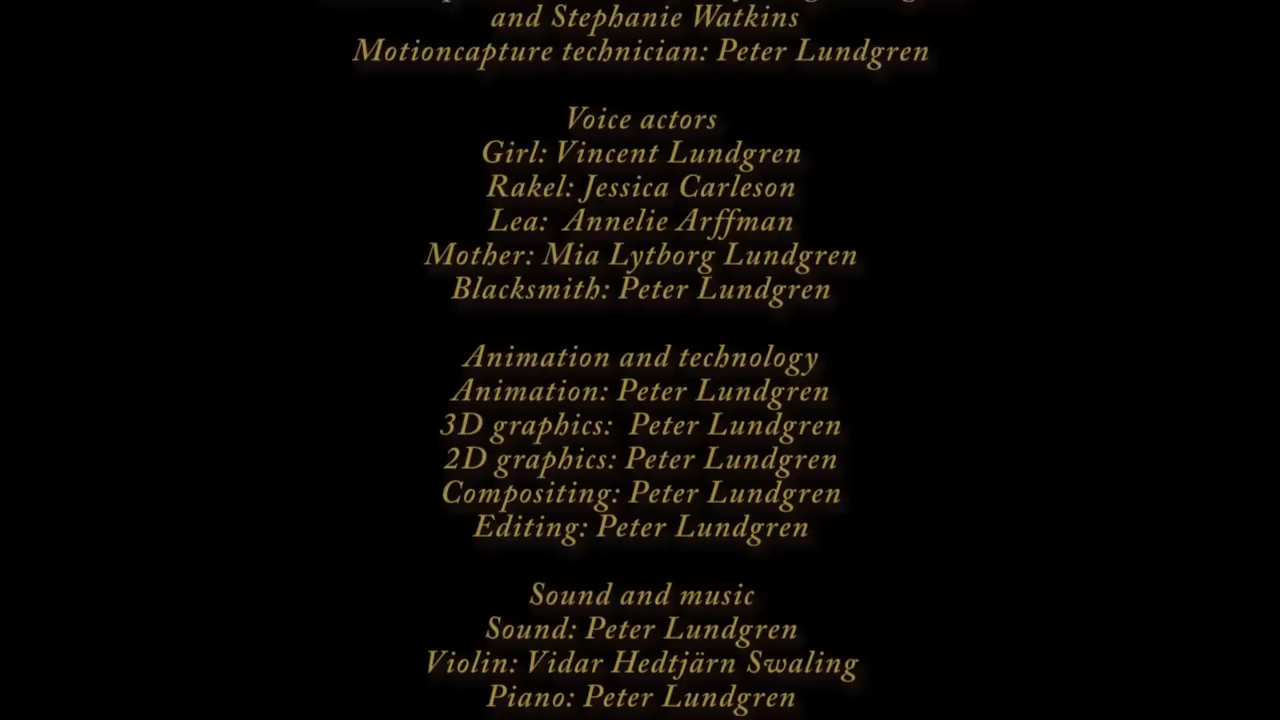 and Stephanie Watkins
Motioncapture technician: Peter Lundgren
Voice actors
Girl: Vincent Lundgren
Rakel: Jessica Carleson
Lea:  Annelie Arffman
Mother: Mia Lytborg Lundgren
Blacksmith: Peter Lundgren
Animation and technology
Animation: Peter Lundgren
3D graphics:  Peter Lundgren
2D graphics: Peter Lundgren
Compositing: Peter Lundgren
Editing: Peter Lundgren
Sound and music
Sound: Peter Lundgren
Violin: Vidar Hedtjärn Swaling
Piano: Peter Lundgren